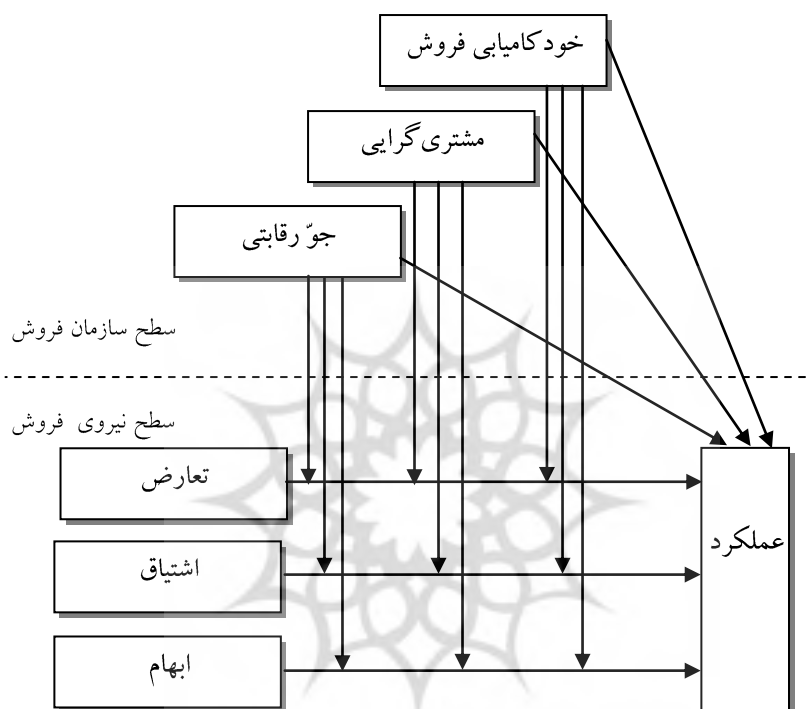 خودکامیابی فروش
مشتری‌گرایی
جوّ رقابتی
سطح سازمان فروش
سطح نیروی فروش
تعارض
عملکرد
اشتیاق
ابهام